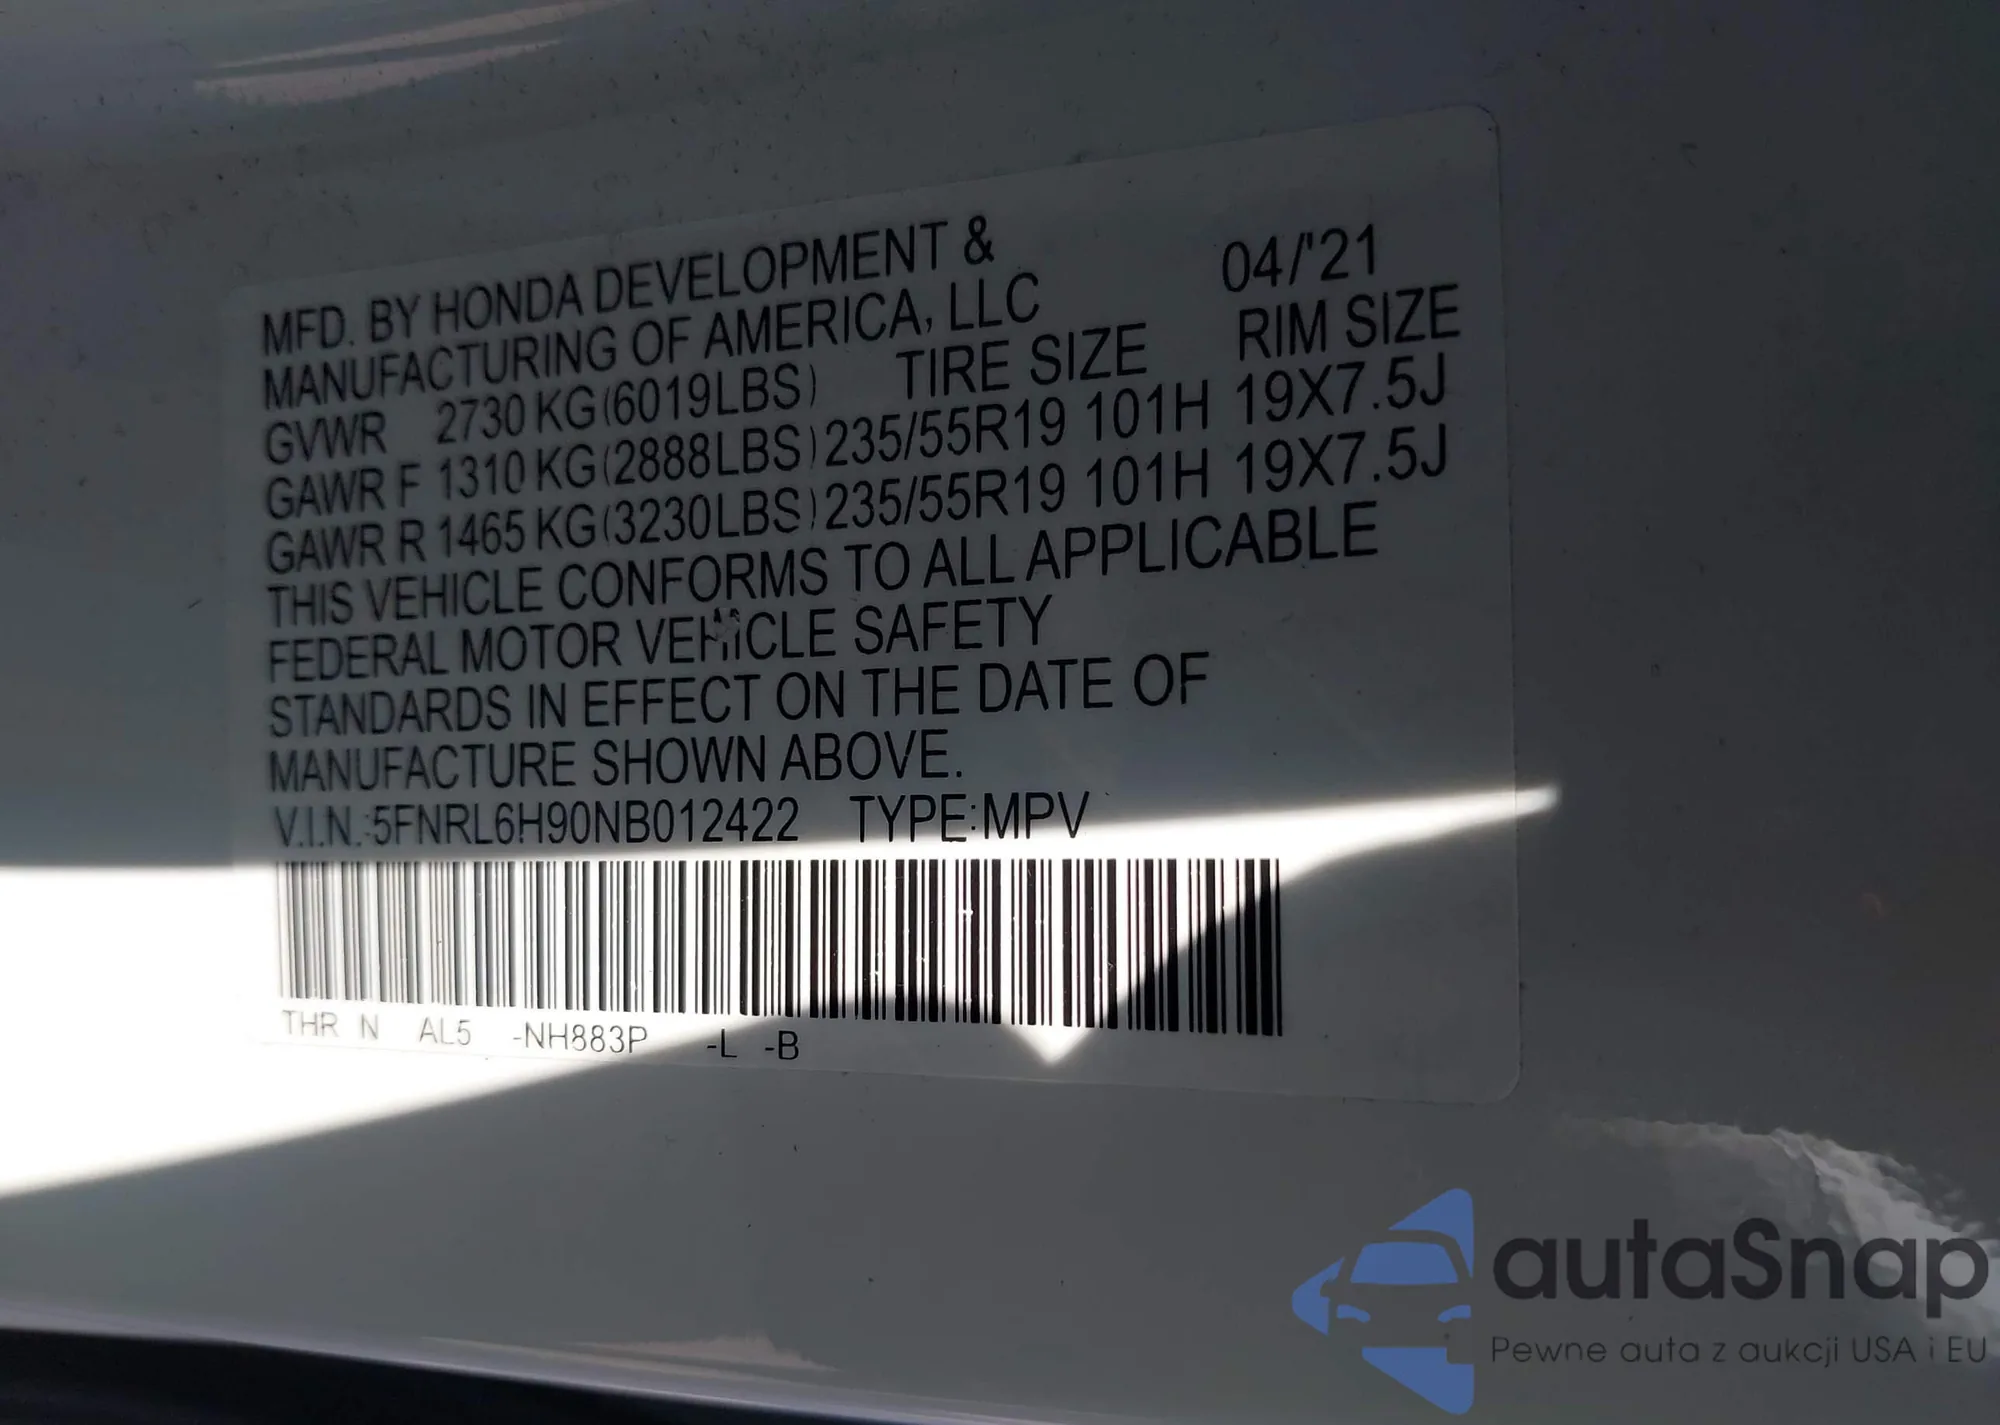 MFD. BY HONDA DEVELOPMENT & 04/'21
MANUFACTURING OF AMERICA, LLC
GVWR 2730 KG(6019LBS) TIRE SIZE RIM SIZE
GAWR F 1310 KG(2888LBS) 235/55R19 101H 19X7.5J
GAWR R 1465 KG(3230LBS) 235/55R19 101H 19X7.5J
THIS VEHICLE CONFORMS TO ALL APPLICABLE
FEDERAL MOTOR VEHICLE SAFETY
STANDARDS IN EFFECT ON THE DATE OF
MANUFACTURE SHOWN ABOVE.
V.I.N.:5FNRL6H90NB012422 TYPE:MPV
THR N AL5 -NH883P -L -B
autaSnap
Pewne auta z aukcji USA i EU